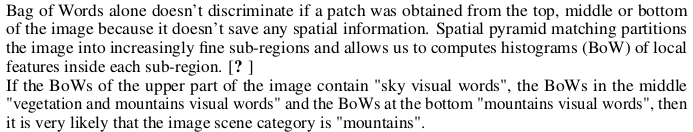 Bag of Words alone doesn't discriminate if a patch was obtained from the top, middle or bottom
of the image because it doesn't save any spatial information. Spatial pyramid matching partitions
the image into increasingly fine sub-regions and allows us to computes histograms (BoW) of local
features inside each sub-region. [? ]
If the BoWs of the upper part of the image contain "sky visual words", the BoWs in the middle
"vegetation and mountains visual words" and the BoWs at the bottom "mountains visual words", then
it is very likely that the image scene category is "mountains".